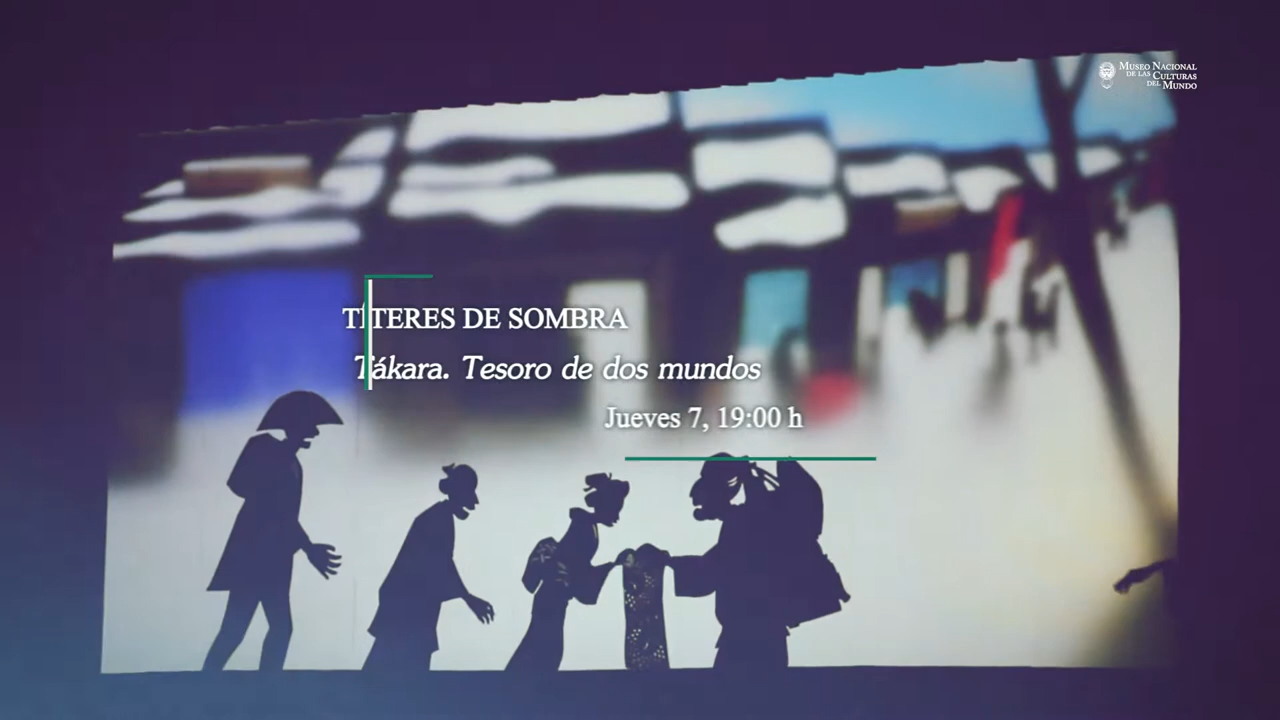 MUSEO NACIONAL
DE LAS CULTURAS
DEL MUNDO
TÍTERES DE SOMBRA
Tákara. Tesoro de dos mundos
Jueves 7, 19:00 h